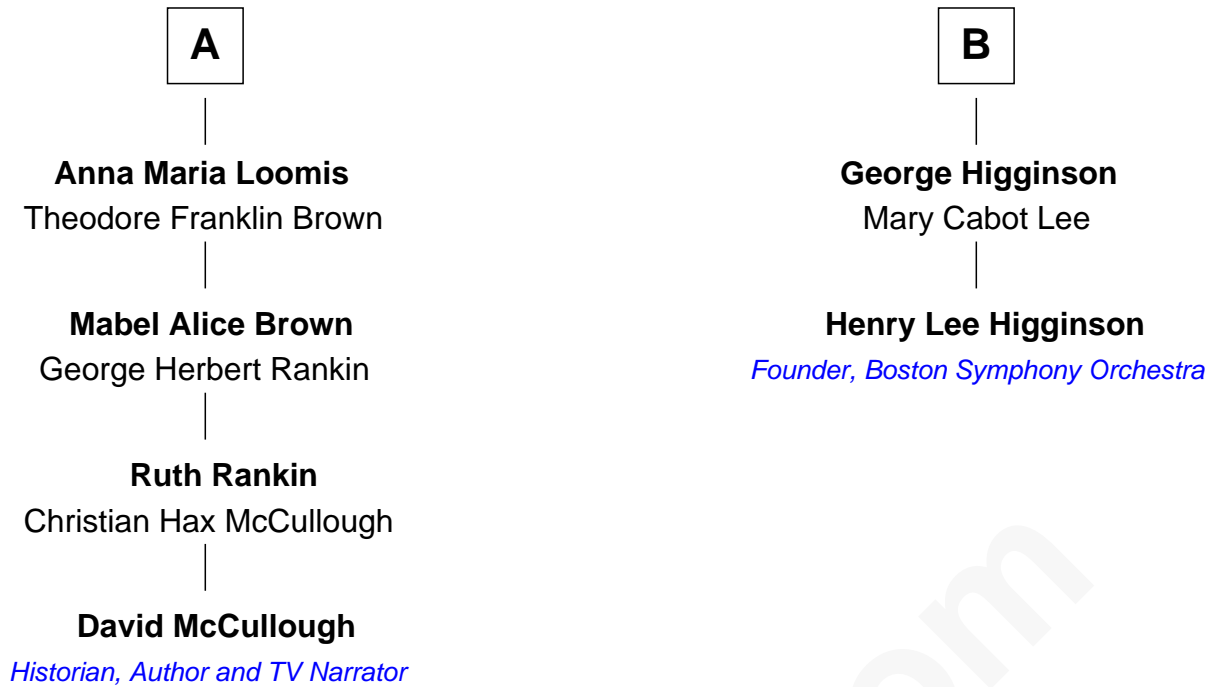 A
Anna Maria Loomis
Theodore Franklin Brown
Mabel Alice Brown
George Herbert Rankin
Ruth Rankin
Christian Hax McCullough
David McCullough
Historian, Author and TV Narrator
B
George Higginson
Mary Cabot Lee
Henry Lee Higginson
Founder, Boston Symphony Orchestra
om